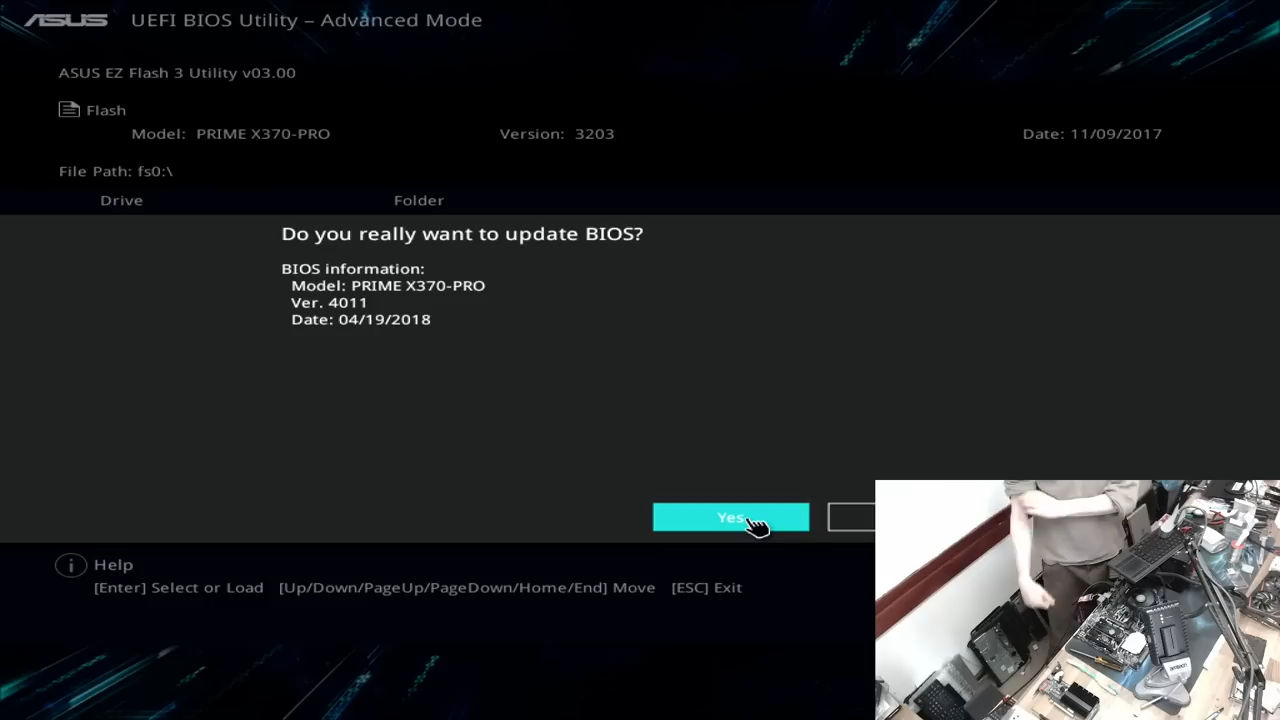 ASUS UEFI BIOS Utility – Advanced Mode
ASUS EZ Flash 3 Utility v03.00
Flash
Model: PRIME X370-PRO Version: 3203 Date: 11/09/2017
File Path: fs0:\
Drive Folder
Do you really want to update BIOS?
BIOS information:
Model: PRIME X370-PRO
Ver. 4011
Date: 04/19/2018
Yes
Help
[Enter] Select or Load [Up/Down/PageUp/PageDown/Home/End] Move [ESC] Exit